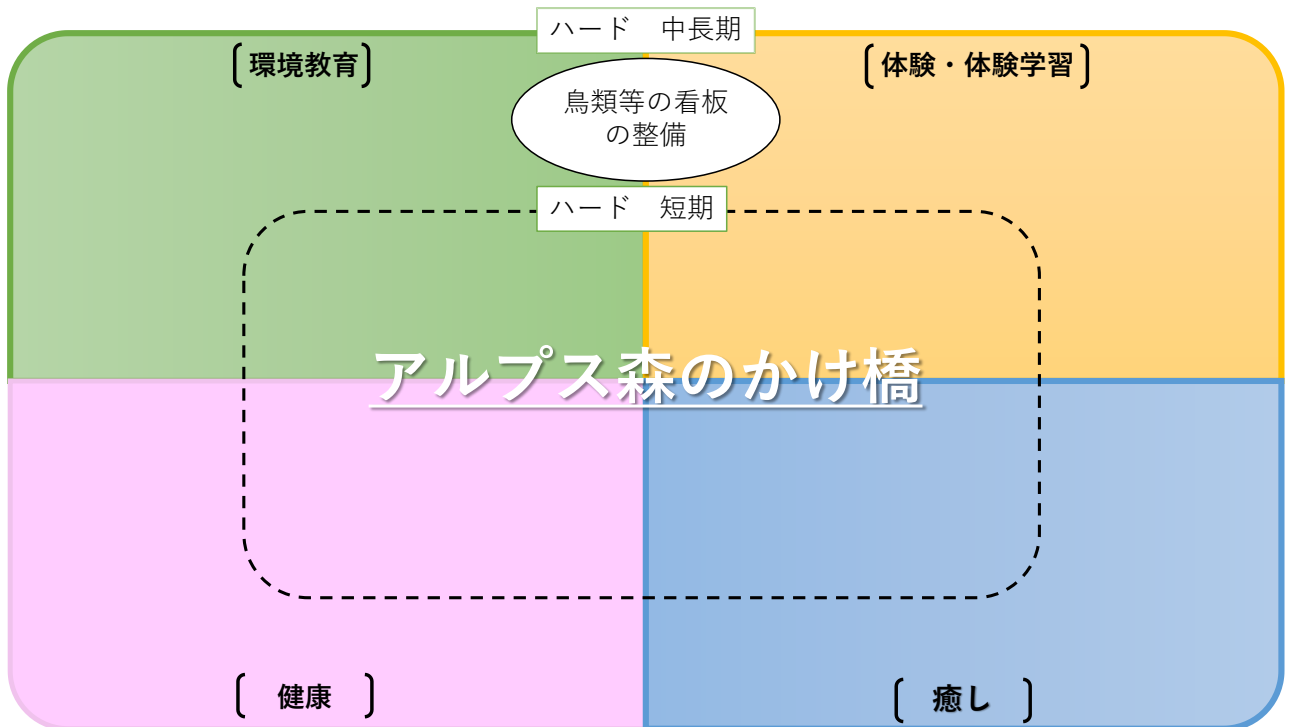 ハード　中長期
環境教育
体験・体験学習
鳥類等の看板
の整備
ハード　短期
アルプス森のかけ橋
健康
癒し